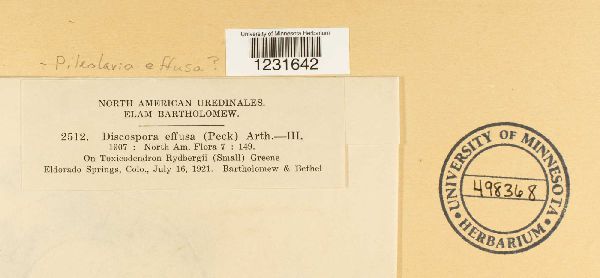 University of Minnesota Herbarium
1231642
~ Pileolaria effusa?
NORTH AMERICAN UREDINALES.
ELAM BARTHOLOMEW.
2512. Discospora effusa (Peck) Arth.—III.
1907 : North Am. Flora 7 : 149.
On Toxicodendron Rydbergii (Small) Greene
Eldorado Springs, Colo., July 16, 1921. Bartholomew & Bethel
UNIVERSITY OF MINNESOTA
498368
HERBARIUM